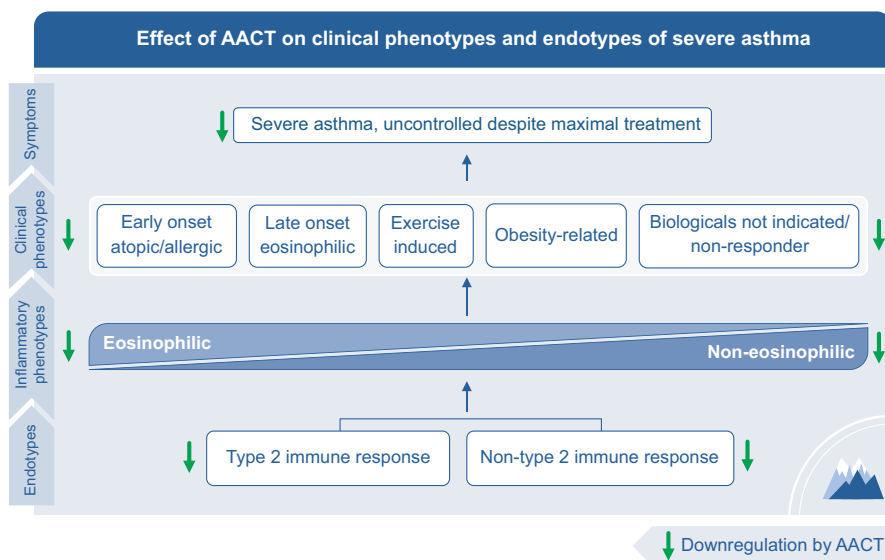 Effect of AACT on clinical phenotypes and endotypes of severe asthma
Symptoms
Severe asthma, uncontrolled despite maximal treatment
Clinical
phenotypes
Early onset
atopic/allergic
Late onset
eosinophilic
Exercise
induced
Obesity-related
Biologicals not indicated/
non-responder
Inflammatory
phenotypes
Eosinophilic
Non-eosinophilic
Endotypes
Type 2 immune response
Non-type 2 immune response
Downregulation by AACT